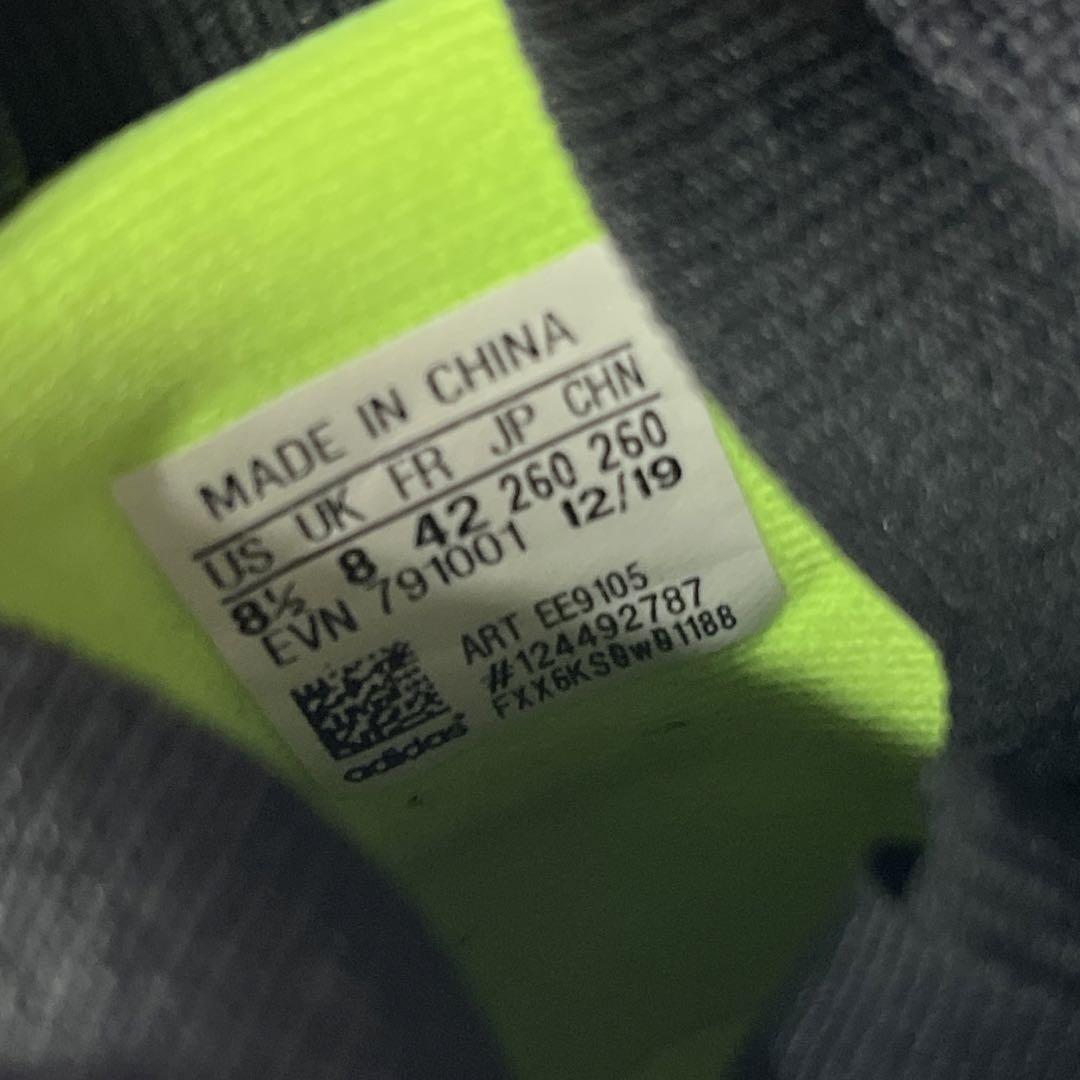 MADE IN CHINA
US UK FR JP CHN
8½ 8 42 260 260
EVN 791001 12/19
ART EE9105
#124492787
FXX6KS0w01188
adidas